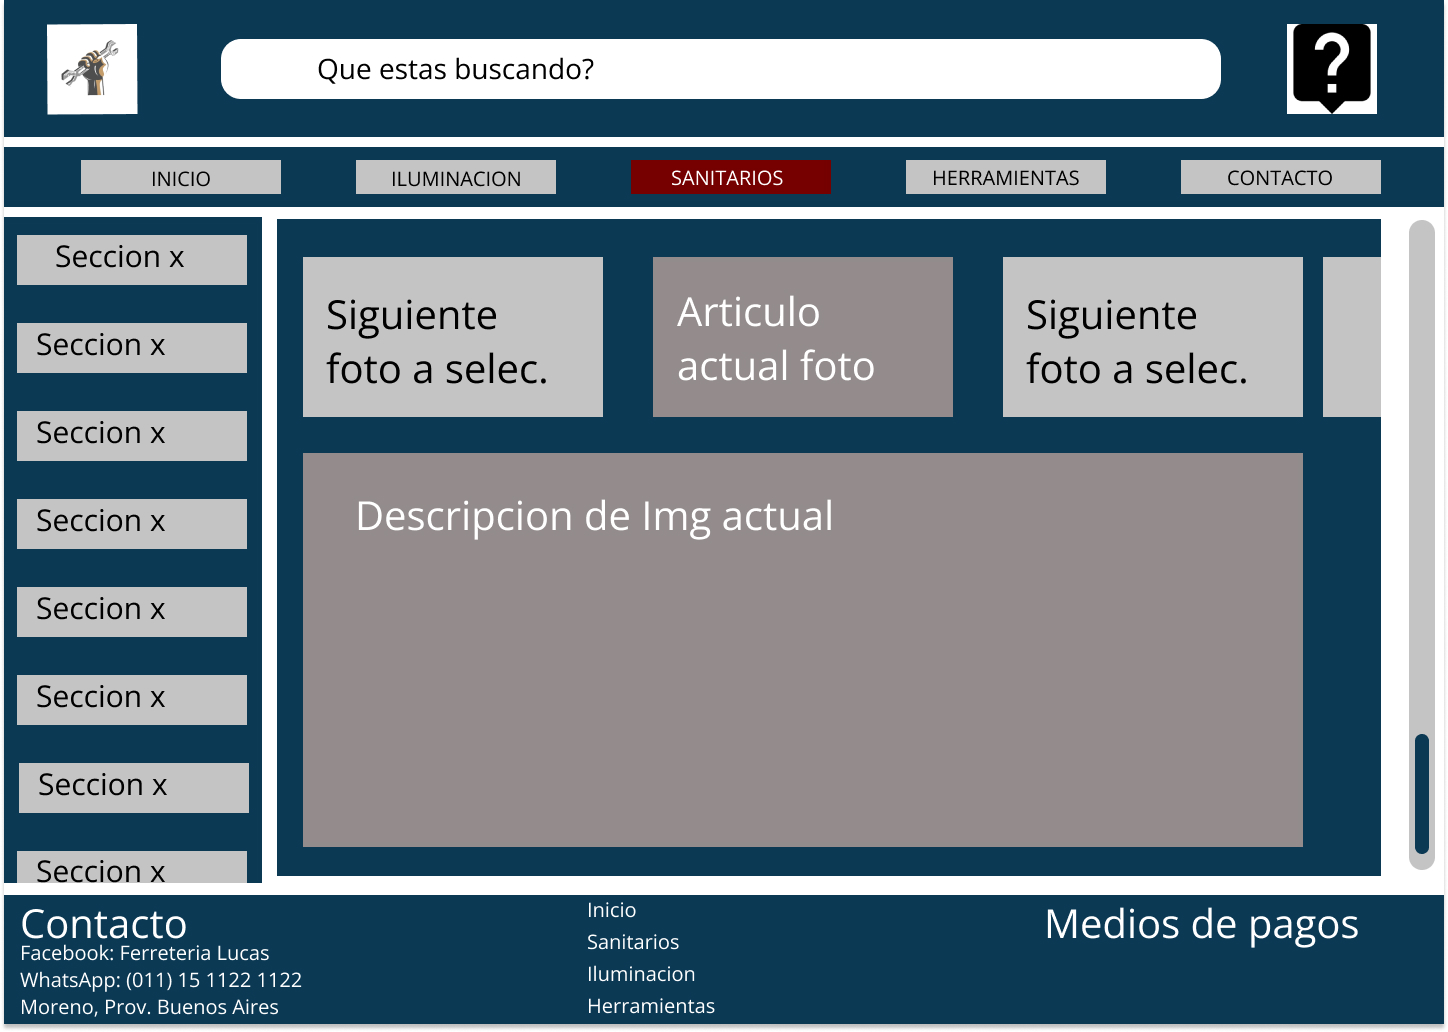 Que estas buscando?
?
INICIO
ILUMINACION
SANITARIOS
HERRAMIENTAS
CONTACTO
Seccion x
Seccion x
Seccion x
Seccion x
Seccion x
Seccion x
Seccion x
Seccion x
Siguiente
foto a selec.
Articulo
actual foto
Siguiente
foto a selec.
Descripcion de Img actual
Contacto
Facebook: Ferreteria Lucas
WhatsApp: (011) 15 1122 1122
Moreno, Prov. Buenos Aires
Inicio
Sanitarios
Iluminacion
Herramientas
Medios de pagos